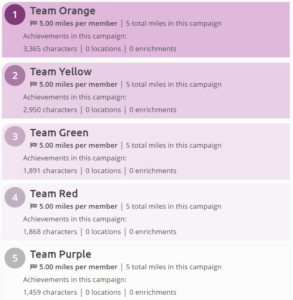 1
Team Orange
5.00 miles per member | 5 total miles in this campaign
Achievements in this campaign:
3,365 characters | 0 locations | 0 enrichments
2
Team Yellow
5.00 miles per member | 5 total miles in this campaign
Achievements in this campaign:
2,950 characters | 0 locations | 0 enrichments
3
Team Green
5.00 miles per member | 5 total miles in this campaign
Achievements in this campaign:
1,891 characters | 0 locations | 0 enrichments
4
Team Red
5.00 miles per member | 5 total miles in this campaign
Achievements in this campaign:
1,868 characters | 0 locations | 0 enrichments
5
Team Purple
5.00 miles per member | 5 total miles in this campaign
Achievements in this campaign:
1,459 characters | 0 locations | 0 enrichments